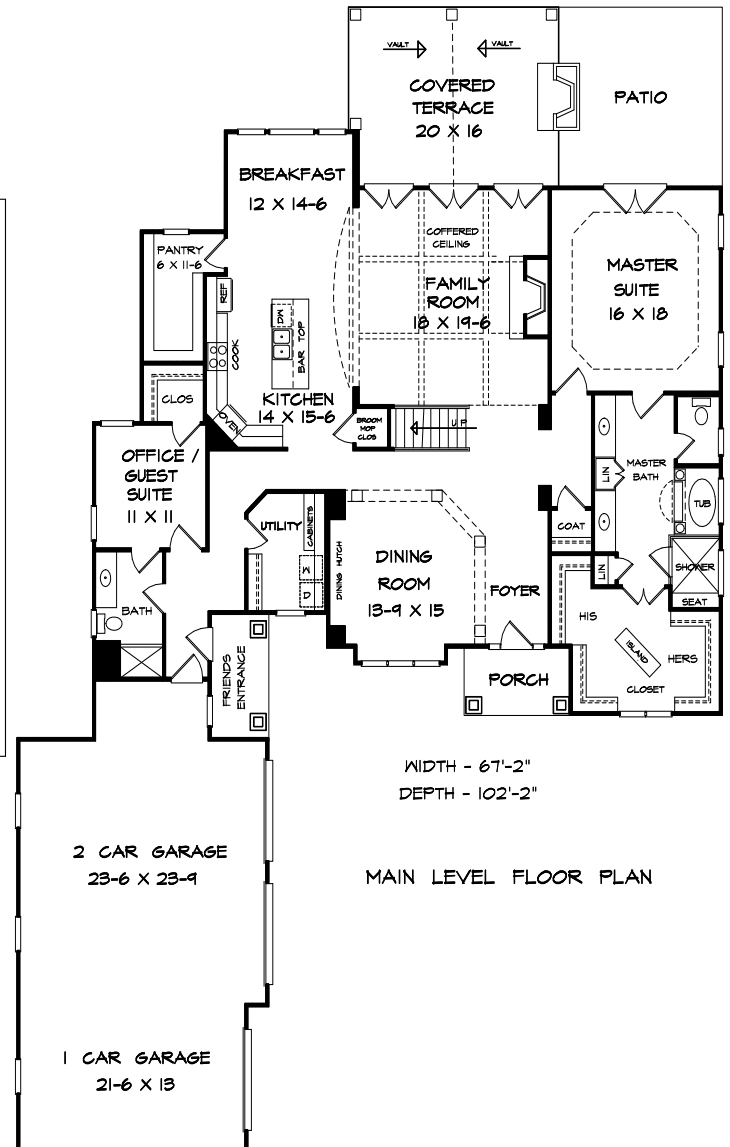 VAULT
VAULT
COVERED
TERRACE
20 X 16
PATIO
BREAKFAST
12 X 14-6
PANTRY
6 X 11-6
COFFERED
CEILING
FAMILY
ROOM
18 X 19-6
MASTER
SUITE
16 X 18
REF
DW
BAR TOP
COOK
OVEN
KITCHEN
14 X 15-6
CLOS
BROOM
MOP
CLOS
UP
OFFICE /
GUEST
SUITE
11 X 11
MASTER
BATH
LIN
TUB
COAT
UTILITY
CABINETS
W
D
DINING HUTCH
DINING
ROOM
13-9 X 15
FOYER
LIN
SHOWER
SEAT
BATH
HIS
ISLAND
HERS
CLOSET
FRIENDS
ENTRANCE
PORCH
WIDTH - 67'-2"
DEPTH - 102'-2"
2 CAR GARAGE
23-6 X 23-9
MAIN LEVEL FLOOR PLAN
1 CAR GARAGE
21-6 X 13